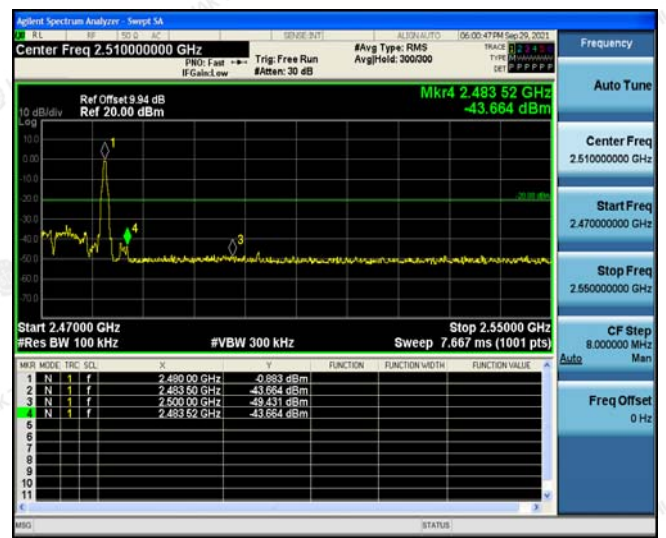 Agilent Spectrum Analyzer - Swept SA
RL RF 50 Ω AC SENSE:INT ALIGNAUTO 06:00:47 PM Sep 29, 2021
Center Freq 2.510000000 GHz
PNO: Fast
IFGain:Low
Trig: Free Run
#Atten: 30 dB
#Avg Type: RMS
Avg|Hold: 300/300
TRACE 1 2 3 4 5 6
TYPE
DET P P P P P P
Frequency
Mkr4 2.483 52 GHz
-43.664 dBm
Ref Offset 9.94 dB
10 dB/div Ref 20.00 dBm
Log
10.0
0.00
-10.0
-20.0
-30.0
-40.0
-50.0
-60.0
-70.0
1
4
3
-20.00 dBm
Start 2.47000 GHz Stop 2.55000 GHz
#Res BW 100 kHz #VBW 300 kHz Sweep 7.667 ms (1001 pts)
MKR MODE TRC SCL X Y FUNCTION FUNCTION WIDTH FUNCTION VALUE
1 N 1 f 2.480 00 GHz -0.883 dBm
2 N 1 f 2.483 50 GHz -43.664 dBm
3 N 1 f 2.500 00 GHz -49.431 dBm
4 N 1 f 2.483 52 GHz -43.664 dBm
5
6
7
8
9
10
11
MSG STATUS
Auto Tune
Center Freq
2.510000000 GHz
Start Freq
2.470000000 GHz
Stop Freq
2.550000000 GHz
CF Step
8.000000 MHz
Auto Man
Freq Offset
0 Hz